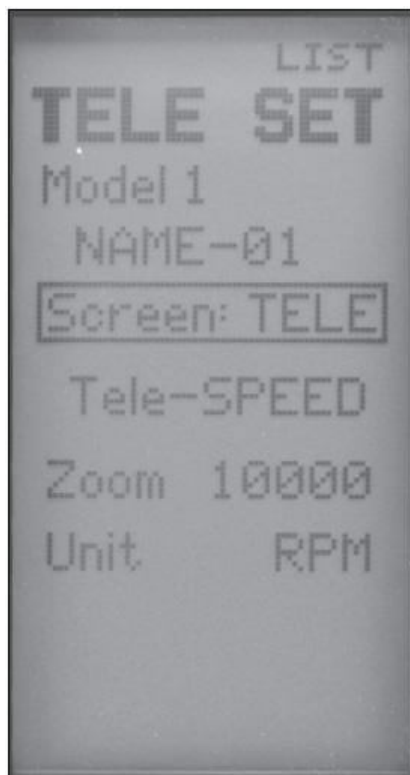 LIST
TELE SET
Model 1
NAME-01
Screen: TELE
Tele-SPEED
Zoom 10000
Unit RPM